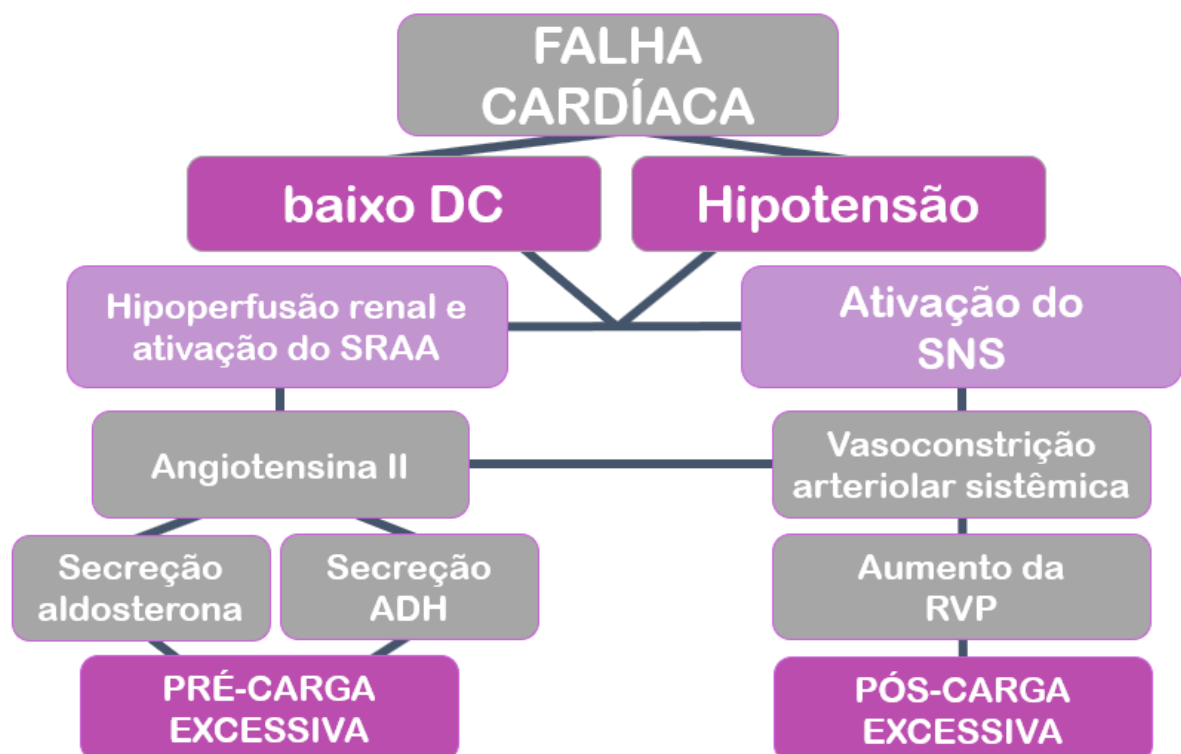 FALHA
CARDÍACA
baixo DC
Hipotensão
Hipoperfusão renal e
ativação do SRAA
Ativação do
SNS
Angiotensina II
Vasoconstrição
arteriolar sistêmica
Secreção
aldosterona
Secreção
ADH
Aumento da
RVP
PRÉ-CARGA
EXCESSIVA
PÓS-CARGA
EXCESSIVA